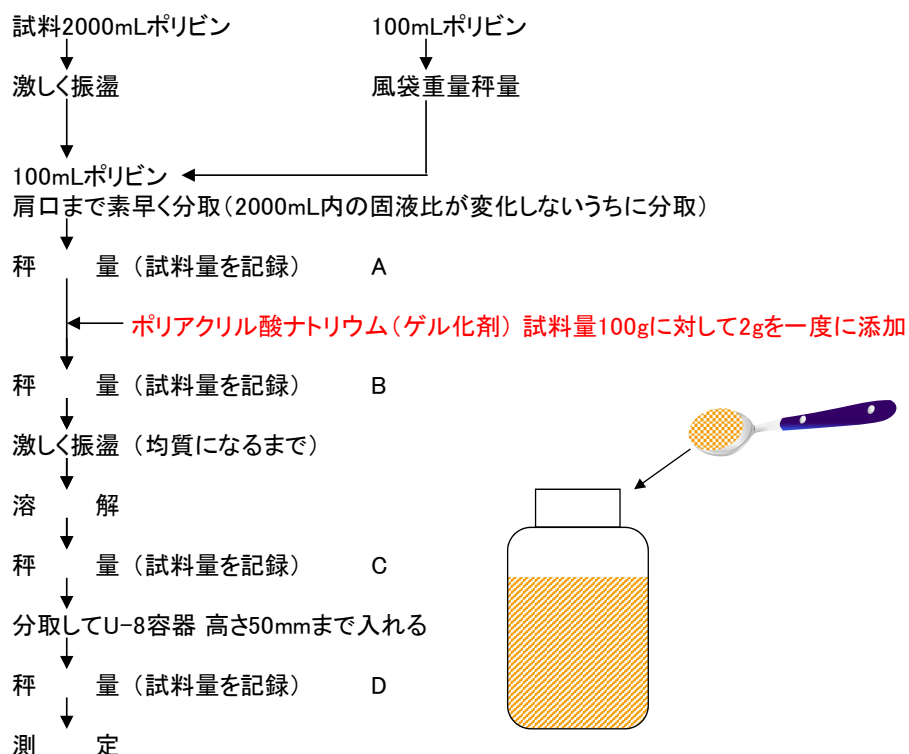 試料2000mLポリビン 100mLポリビン
激しく振盪 風袋重量秤量
100mLポリビン
肩口まで素早く分取（2000mL内の固液比が変化しないうちに分取）
秤 量（試料量を記録） A
ポリアクリル酸ナトリウム（ゲル化剤） 試料量100gに対して2gを一度に添加
秤 量（試料量を記録） B
激しく振盪（均質になるまで）
溶 解
秤 量（試料量を記録） C
分取してU-8容器 高さ50mmまで入れる
秤 量（試料量を記録） D
測 定